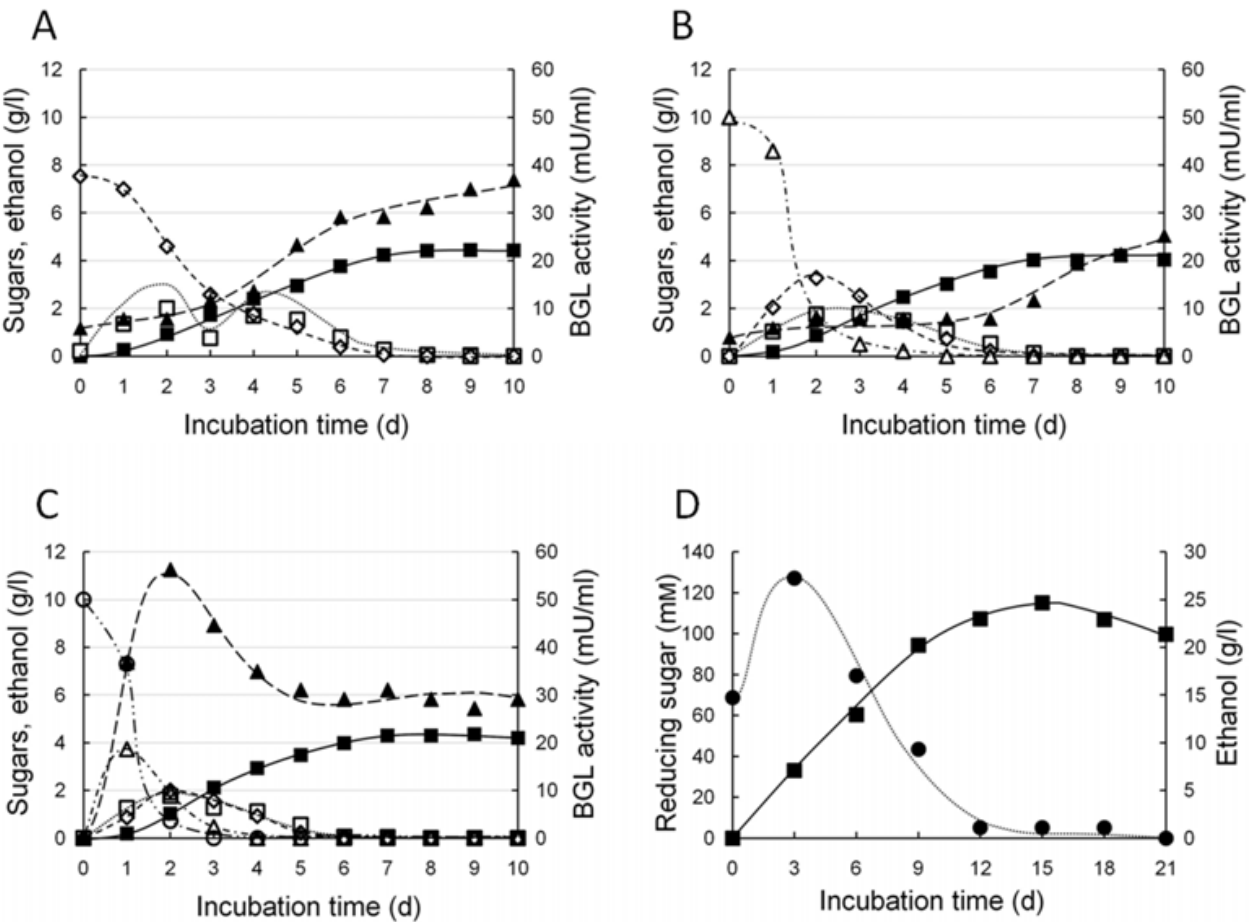 A
Sugars, ethanol (g/l)
12
10
8
6
4
2
0
60
50
40
30
20
10
0
BGL activity (mU/ml)
0 1 2 3 4 5 6 7 8 9 10
Incubation time (d)
B
Sugars, ethanol (g/l)
12
10
8
6
4
2
0
60
50
40
30
20
10
0
BGL activity (mU/ml)
0 1 2 3 4 5 6 7 8 9 10
Incubation time (d)
C
Sugars, ethanol (g/l)
12
10
8
6
4
2
0
60
50
40
30
20
10
0
BGL activity (mU/ml)
0 1 2 3 4 5 6 7 8 9 10
Incubation time (d)
D
Reducing sugar (mM)
140
120
100
80
60
40
20
0
30
25
20
15
10
5
0
Ethanol (g/l)
0 3 6 9 12 15 18 21
Incubation time (d)